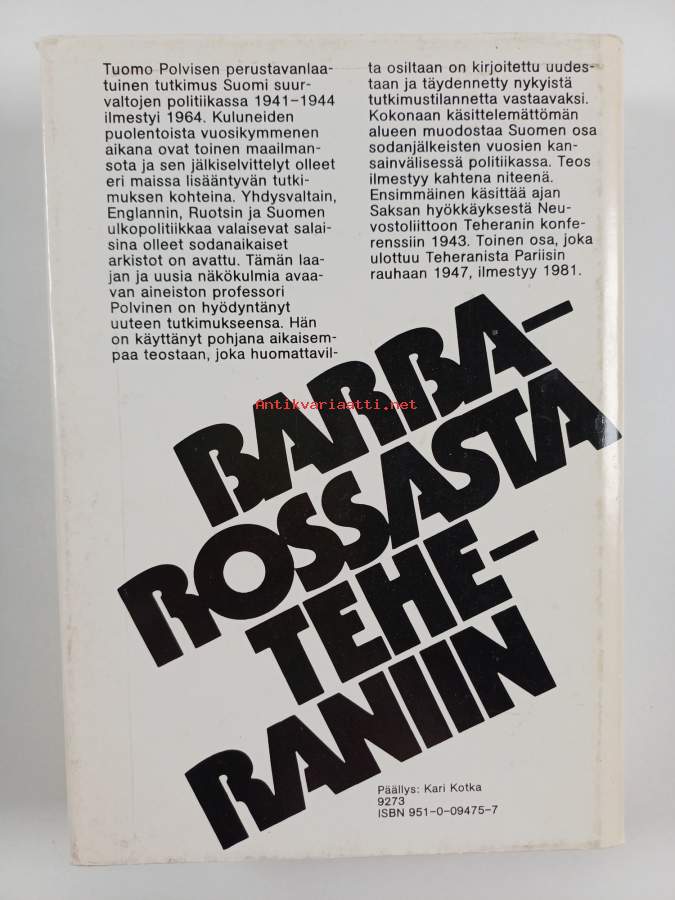 Tuomo Polvisen perustavanlaa-
tuinen tutkimus Suomi suur-
valtojen politiikassa 1941–1944
ilmestyi 1964. Kuluneiden
puolentoista vuosikymmenen
aikana ovat toinen maailman-
sota ja sen jälkiselvittelyt olleet
eri maissa lisääntyvän tutki-
muksen kohteina. Yhdysvaltain,
Englannin, Ruotsin ja Suomen
ulkopolitiikkaa valaisevat salai-
sina olleet sodanaikaiset
arkistot on avattu. Tämän laa-
jan ja uusia näkökulmia avaa-
van aineiston professori
Polvinen on hyödyntänyt
uuteen tutkimukseensa. Hän
on käyttänyt pohjana aikaisem-
paa teostaan, joka huomattavil-
ta osiltaan on kirjoitettu uudes-
taan ja täydennetty nykyistä
tutkimustilannetta vastaavaksi.
Kokonaan käsittelemättömän
alueen muodostaa Suomen osa
sodanjälkeisten vuosien kan-
sainvälisessä politiikassa. Teos
ilmestyy kahtena niteenä.
Ensimmäinen käsittää ajan
Saksan hyökkäyksestä Neu-
vostoliittoon Teheranin konfe-
renssiin 1943. Toinen osa, joka
ulottuu Teheranista Pariisin
rauhaan 1947, ilmestyy 1981.
BARBA–
ROSSASTA
TEHE–
RANIIN
Antikvariaatti.net
Päällys: Kari Kotka
9273
ISBN 951-0-09475-7